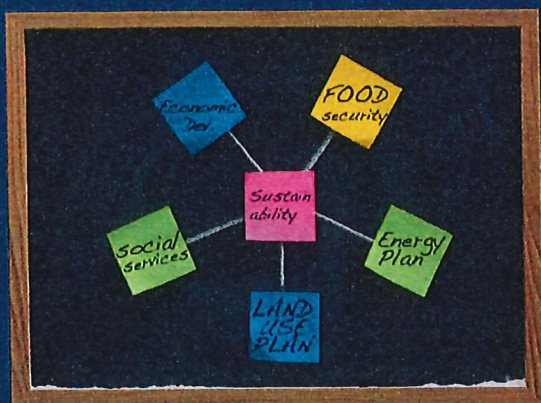 Economic
Dev.
FOOD
security
Sustain
ability
social
services
Energy
Plan
LAND
USE
PLAN